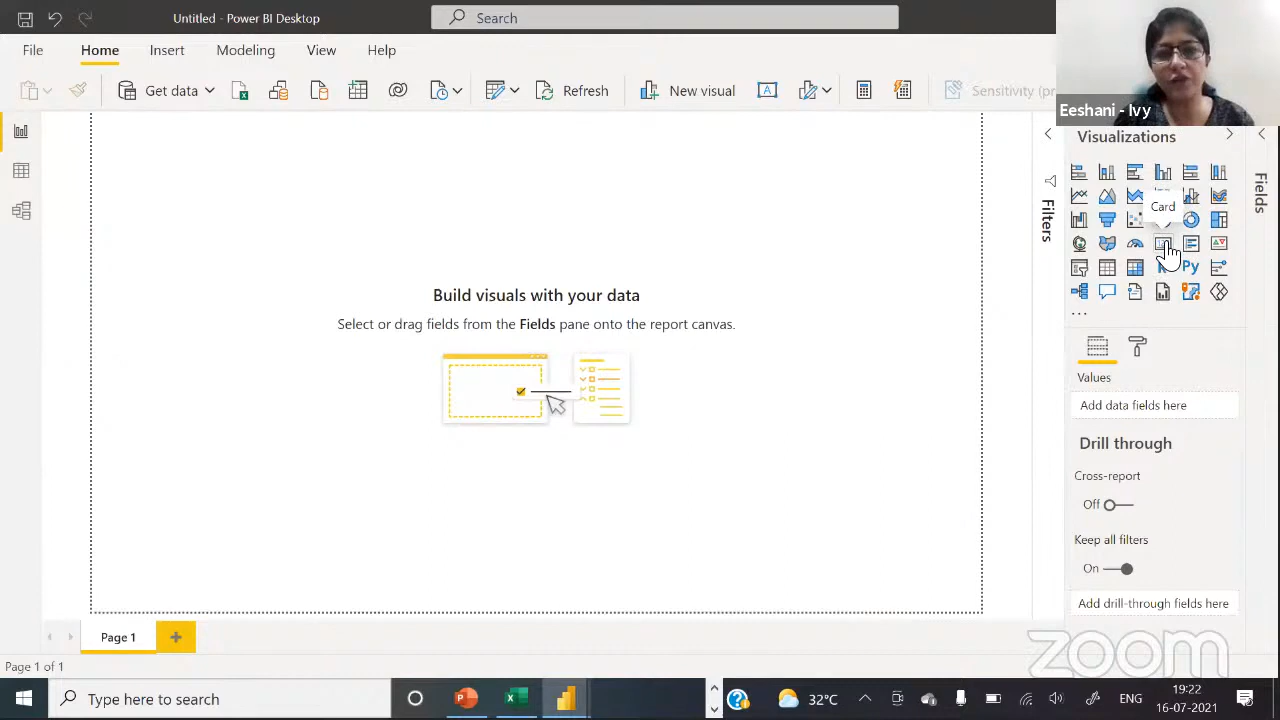 Untitled - Power BI Desktop
Search
File
Home
Insert
Modeling
View
Help
Get data
Refresh
New visual
Sensitivity (pr
Eeshani - Ivy
Visualizations
Card
Py
Filters
Fields
Build visuals with your data
Select or drag fields from the Fields pane onto the report canvas.
Values
Add data fields here
Drill through
Cross-report
Off
Keep all filters
On
Add drill-through fields here
Page 1
Page 1 of 1
zoom
Type here to search
32°C
ENG
19:22
16-07-2021